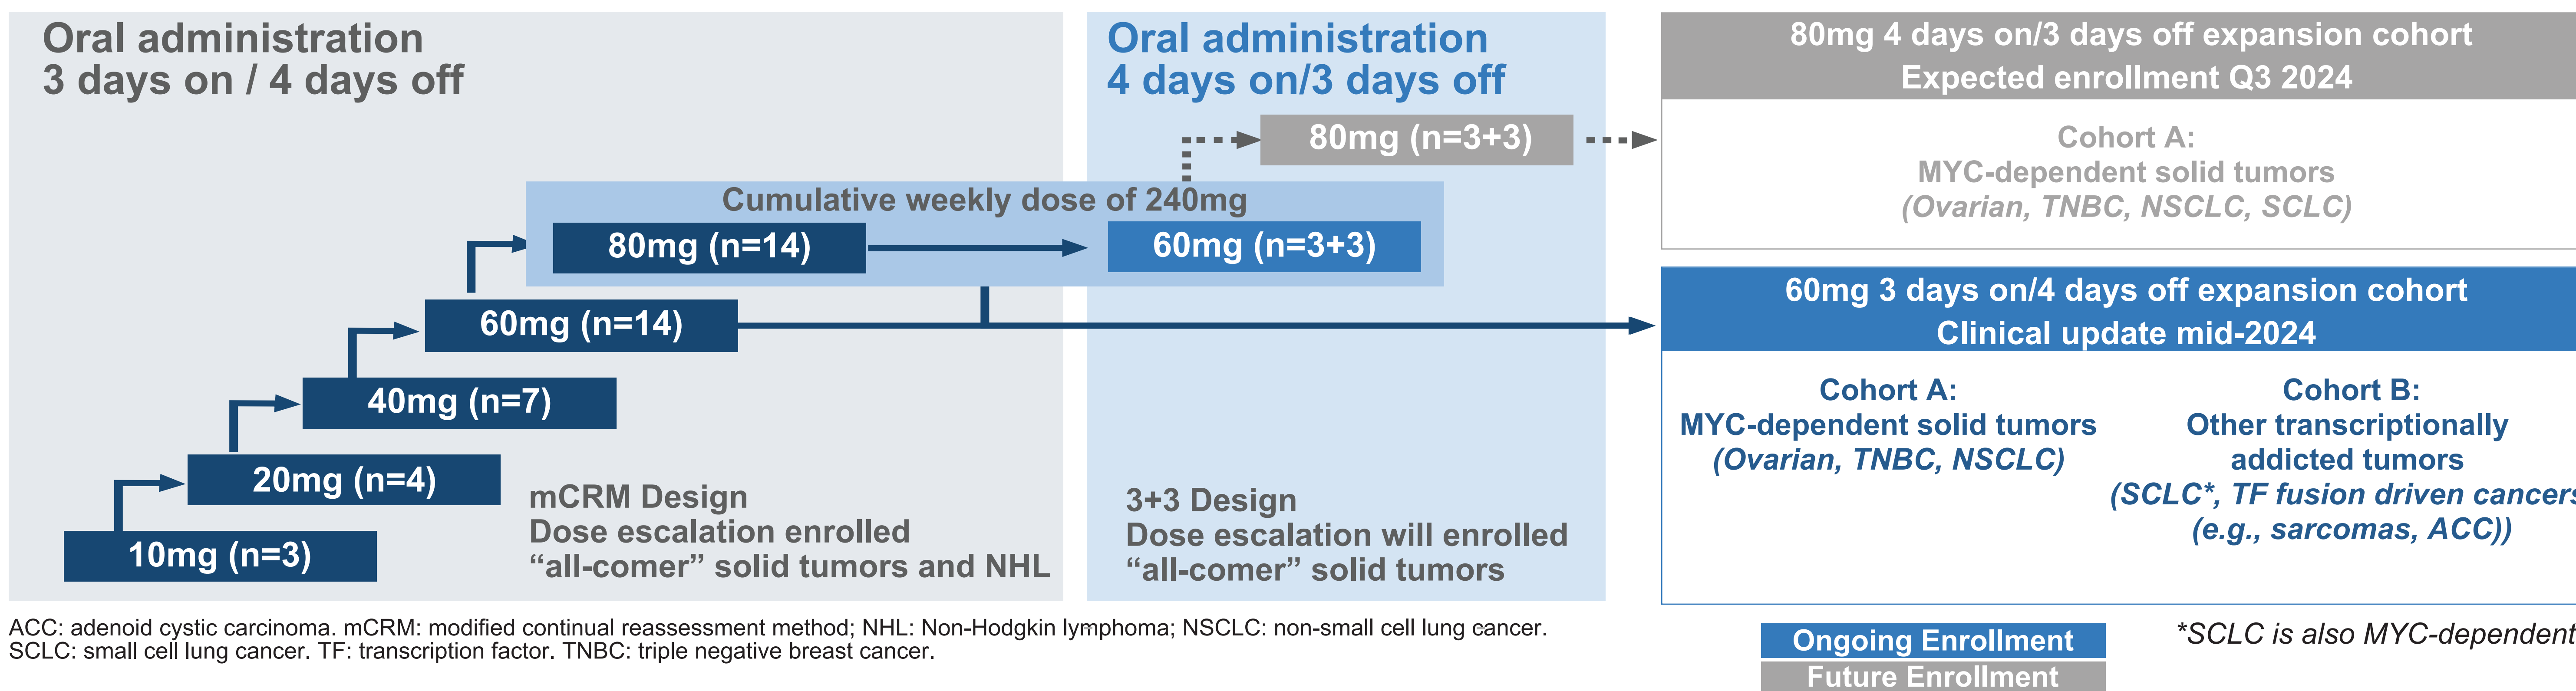 Oral administration
3 days on / 4 days off
Oral administration
4 days on/3 days off
80mg (n=3+3)
Cumulative weekly dose of 240mg
80mg (n=14)
60mg (n=3+3)
60mg (n=14)
40mg (n=7)
20mg (n=4)
10mg (n=3)
mCRM Design
Dose escalation enrolled
“all-comer” solid tumors and NHL
3+3 Design
Dose escalation will enrolled
“all-comer” solid tumors
80mg 4 days on/3 days off expansion cohort
Expected enrollment Q3 2024
Cohort A:
MYC-dependent solid tumors
(Ovarian, TNBC, NSCLC, SCLC)
60mg 3 days on/4 days off expansion cohort
Clinical update mid-2024
Cohort A:
MYC-dependent solid tumors
(Ovarian, TNBC, NSCLC)
Cohort B:
Other transcriptionally
addicted tumors
(SCLC*, TF fusion driven cancers
(e.g., sarcomas, ACC))
ACC: adenoid cystic carcinoma. mCRM: modified continual reassessment method; NHL: Non-Hodgkin lymphoma; NSCLC: non-small cell lung cancer.
SCLC: small cell lung cancer. TF: transcription factor. TNBC: triple negative breast cancer.
Ongoing Enrollment
Future Enrollment
*SCLC is also MYC-dependent